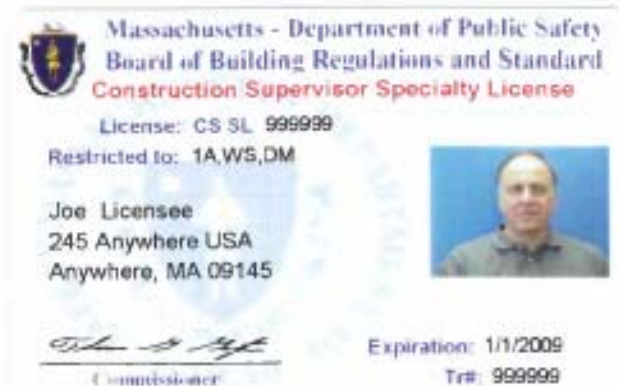 Massachusetts - Department of Public Safety
Board of Building Regulations and Standard
Construction Supervisor Specialty License
License: CS SL 999999
Restricted to: 1A,WS,DM
Joe Licensee
245 Anywhere USA
Anywhere, MA 09145
Commissioner
Expiration: 1/1/2009
Tr#: 999999